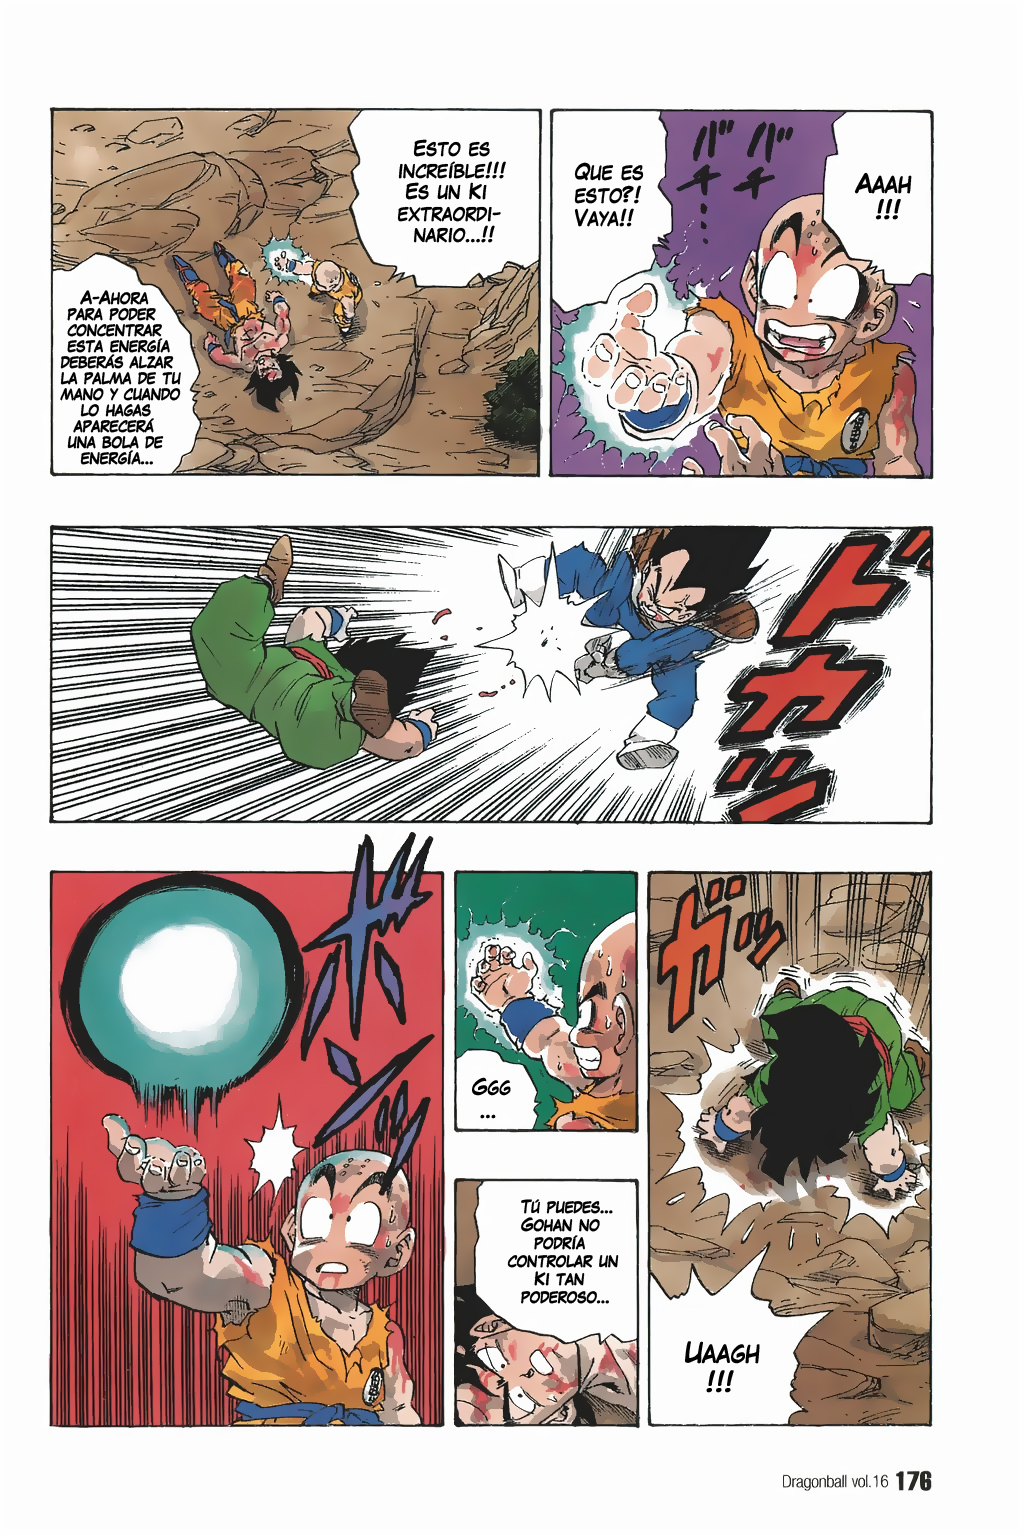 AAAH
!!!
バチ
バチ
...
QUE ES
ESTO?!
VAYA!!
ESTO ES
INCREÍBLE!!!
ES UN KI
EXTRAORDI-
NARIO...!!
A-AHORA
PARA PODER
CONCENTRAR
ESTA ENERGÍA
DEBERÁS ALZAR
LA PALMA DE TU
MANO Y CUANDO
LO HAGAS
APARECERÁ
UNA BOLA DE
ENERGÍA...
ドカッ
ガッ
UAAGH
!!!
GGG
...
TÚ PUEDES...
GOHAN NO
PODRÍA
CONTROLAR UN
KI TAN
PODEROSO...
ボンッ
Dragonball vol.16 176